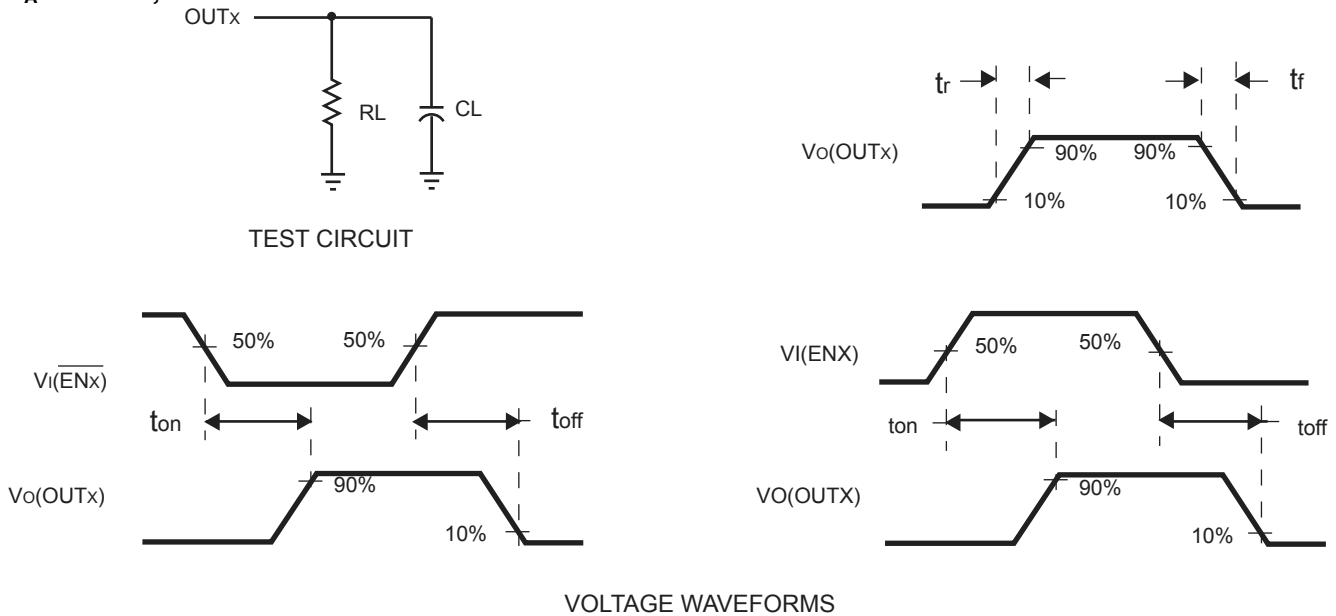 OUTx
RL
CL
TEST CIRCUIT
tr
tf
Vo(OUTx)
90%
90%
10%
10%
VI(ENx)
50%
50%
ton
toff
Vo(OUTx)
90%
10%
VI(ENX)
50%
50%
ton
toff
VO(OUTX)
90%
10%
VOLTAGE WAVEFORMS